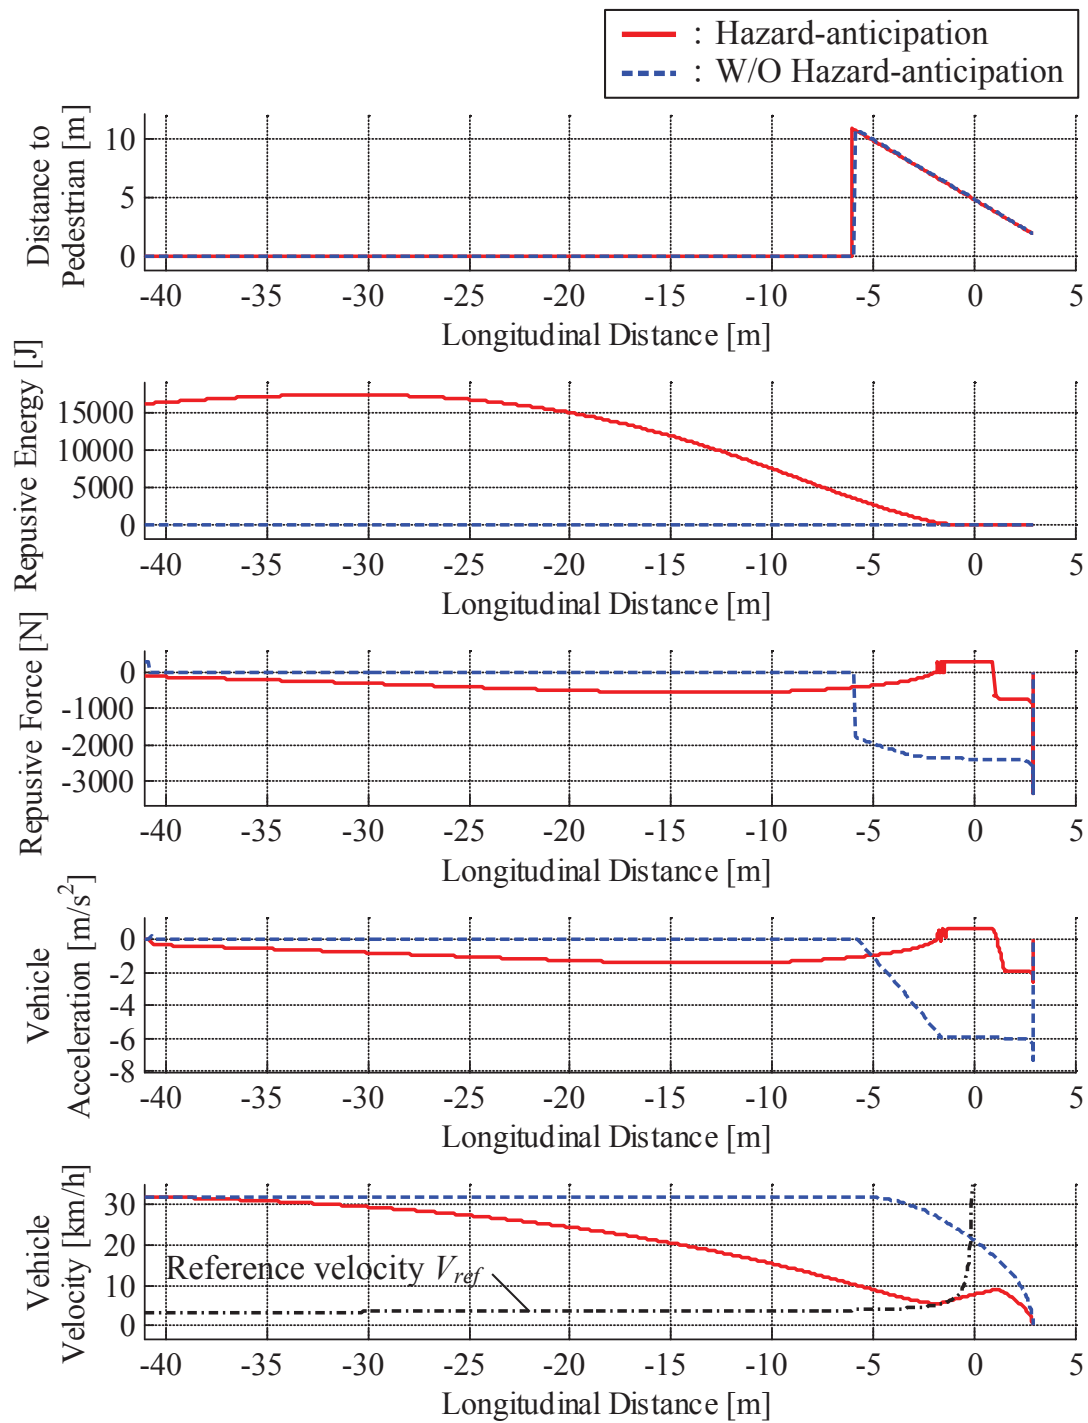 : Hazard-anticipation
: W/O Hazard-anticipation
Distance to
Pedestrian [m]
10
5
0
-40 -35 -30 -25 -20 -15 -10 -5 0 5
Longitudinal Distance [m]
Repusive Energy [J]
15000
10000
5000
0
-40 -35 -30 -25 -20 -15 -10 -5 0 5
Longitudinal Distance [m]
Repusive Force [N]
0
-1000
-2000
-3000
-40 -35 -30 -25 -20 -15 -10 -5 0 5
Longitudinal Distance [m]
Vehicle
Acceleration [m/s²]
0
-2
-4
-6
-8
-40 -35 -30 -25 -20 -15 -10 -5 0 5
Longitudinal Distance [m]
Vehicle
Velocity [km/h]
30
20
10
0
Reference velocity Vref
-40 -35 -30 -25 -20 -15 -10 -5 0 5
Longitudinal Distance [m]